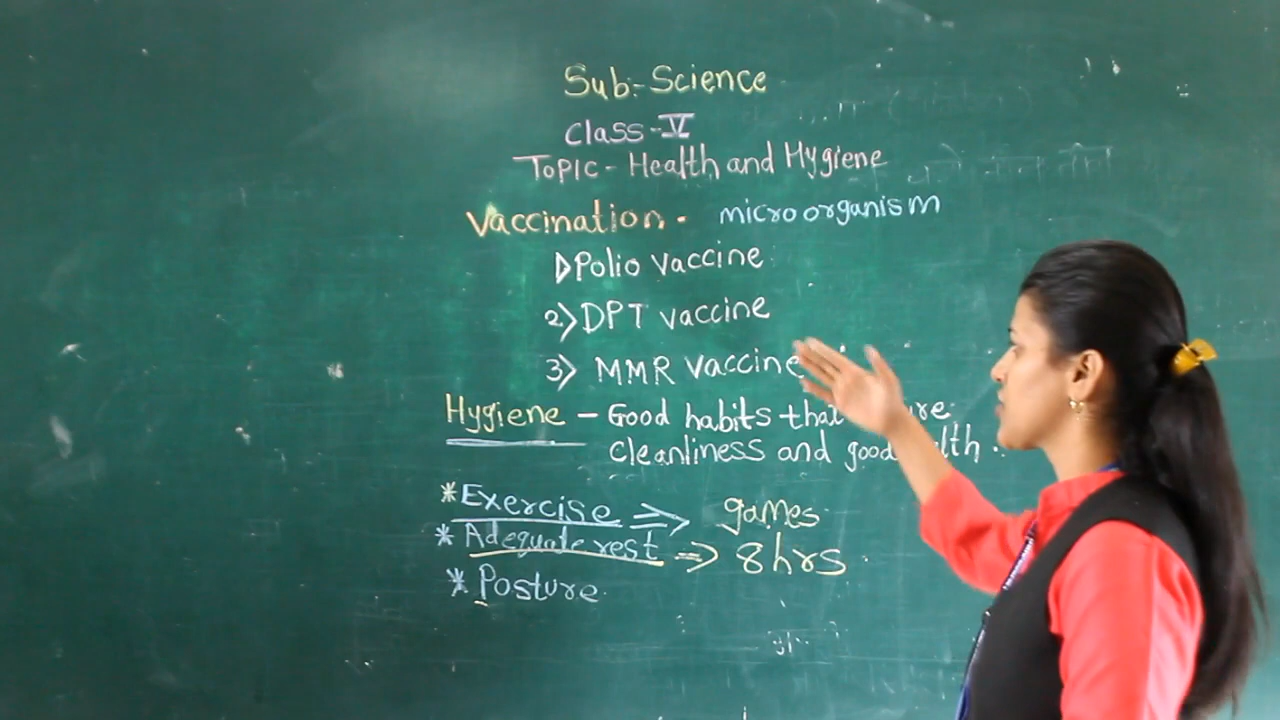 Sub:-Science
Class-V
Topic- Health and Hygiene
Vaccination. microorganism
1) Polio vaccine
2) DPT vaccine
3) MMR vaccine
Hygiene - Good habits that
Cleanliness and good
*Exercise => games
* Adequate rest => 8 hrs
* Posture